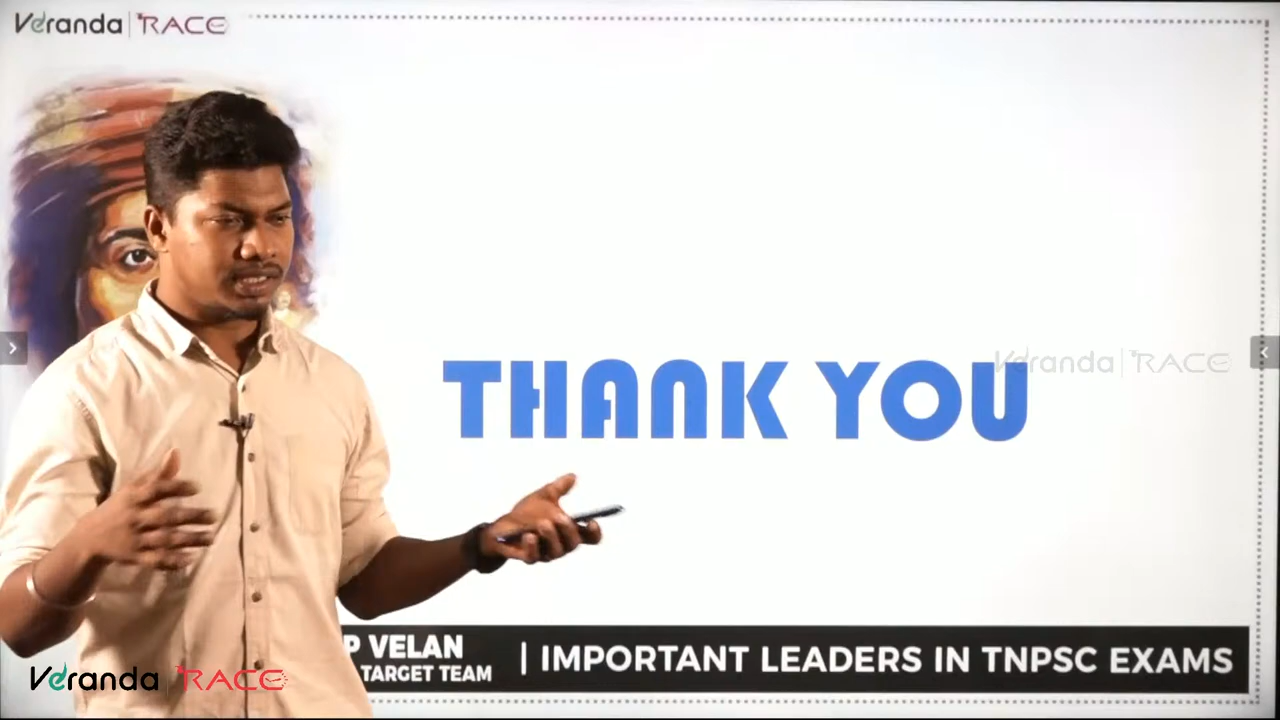 Veranda RACE
THANK YOU
Veranda RACE
P VELAN
TARGET TEAM
| IMPORTANT LEADERS IN TNPSC EXAMS
Veranda RACE